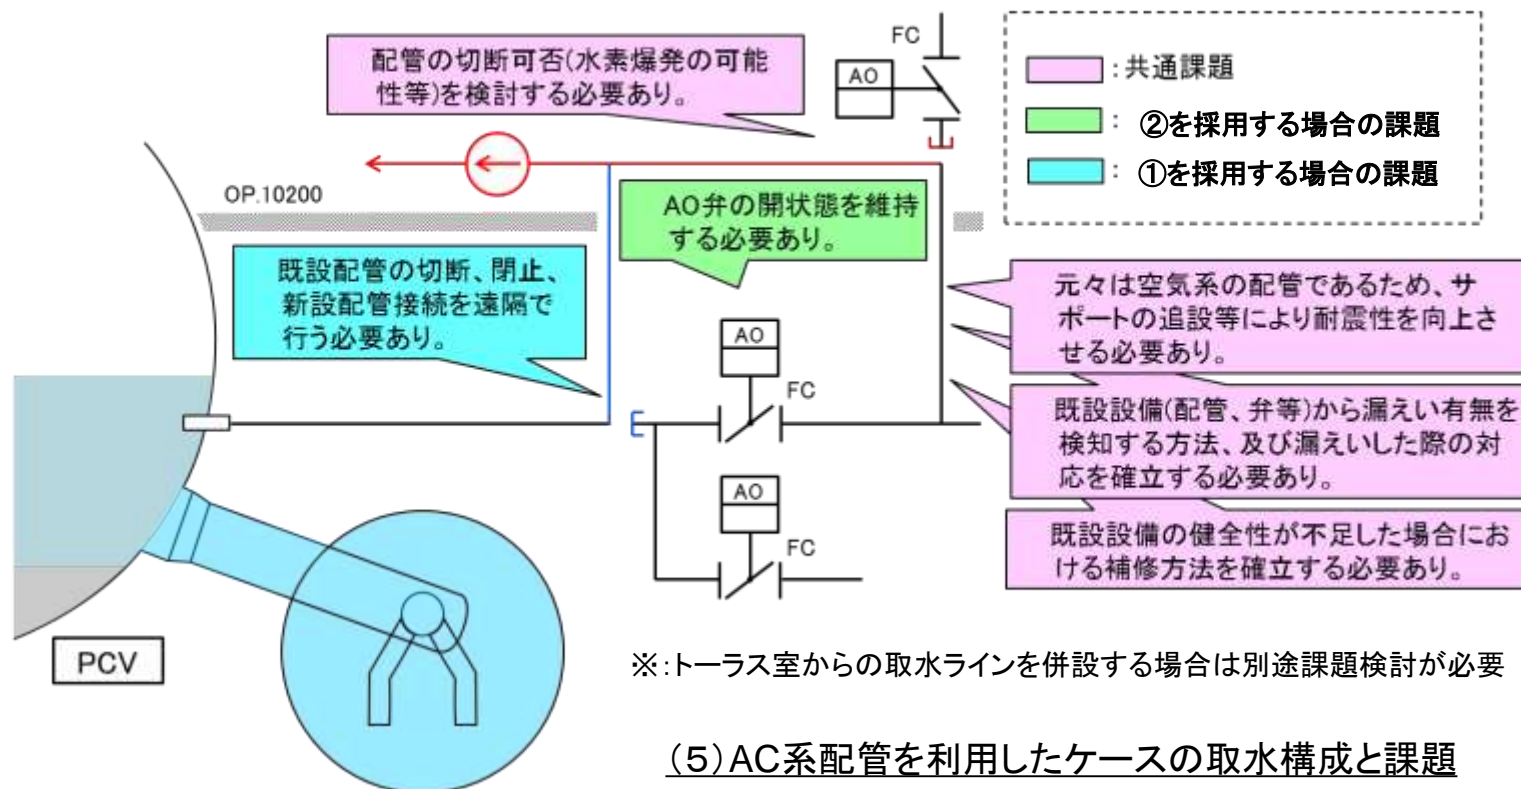 FC
AO
配管の切断可否(水素爆発の可能
性等)を検討する必要あり。
:共通課題
: ②を採用する場合の課題
: ①を採用する場合の課題
OP.10200
AO弁の開状態を維持
する必要あり。
既設配管の切断、閉止、
新設配管接続を遠隔で
行う必要あり。
元々は空気系の配管であるため、サ
ポートの追設等により耐震性を向上さ
せる必要あり。
AO
FC
既設設備(配管、弁等)から漏えい有無を
検知する方法、及び漏えいした際の対
応を確立する必要あり。
AO
FC
既設設備の健全性が不足した場合にお
ける補修方法を確立する必要あり。
PCV
※:トーラス室からの取水ラインを併設する場合は別途課題検討が必要
(5)AC系配管を利用したケースの取水構成と課題